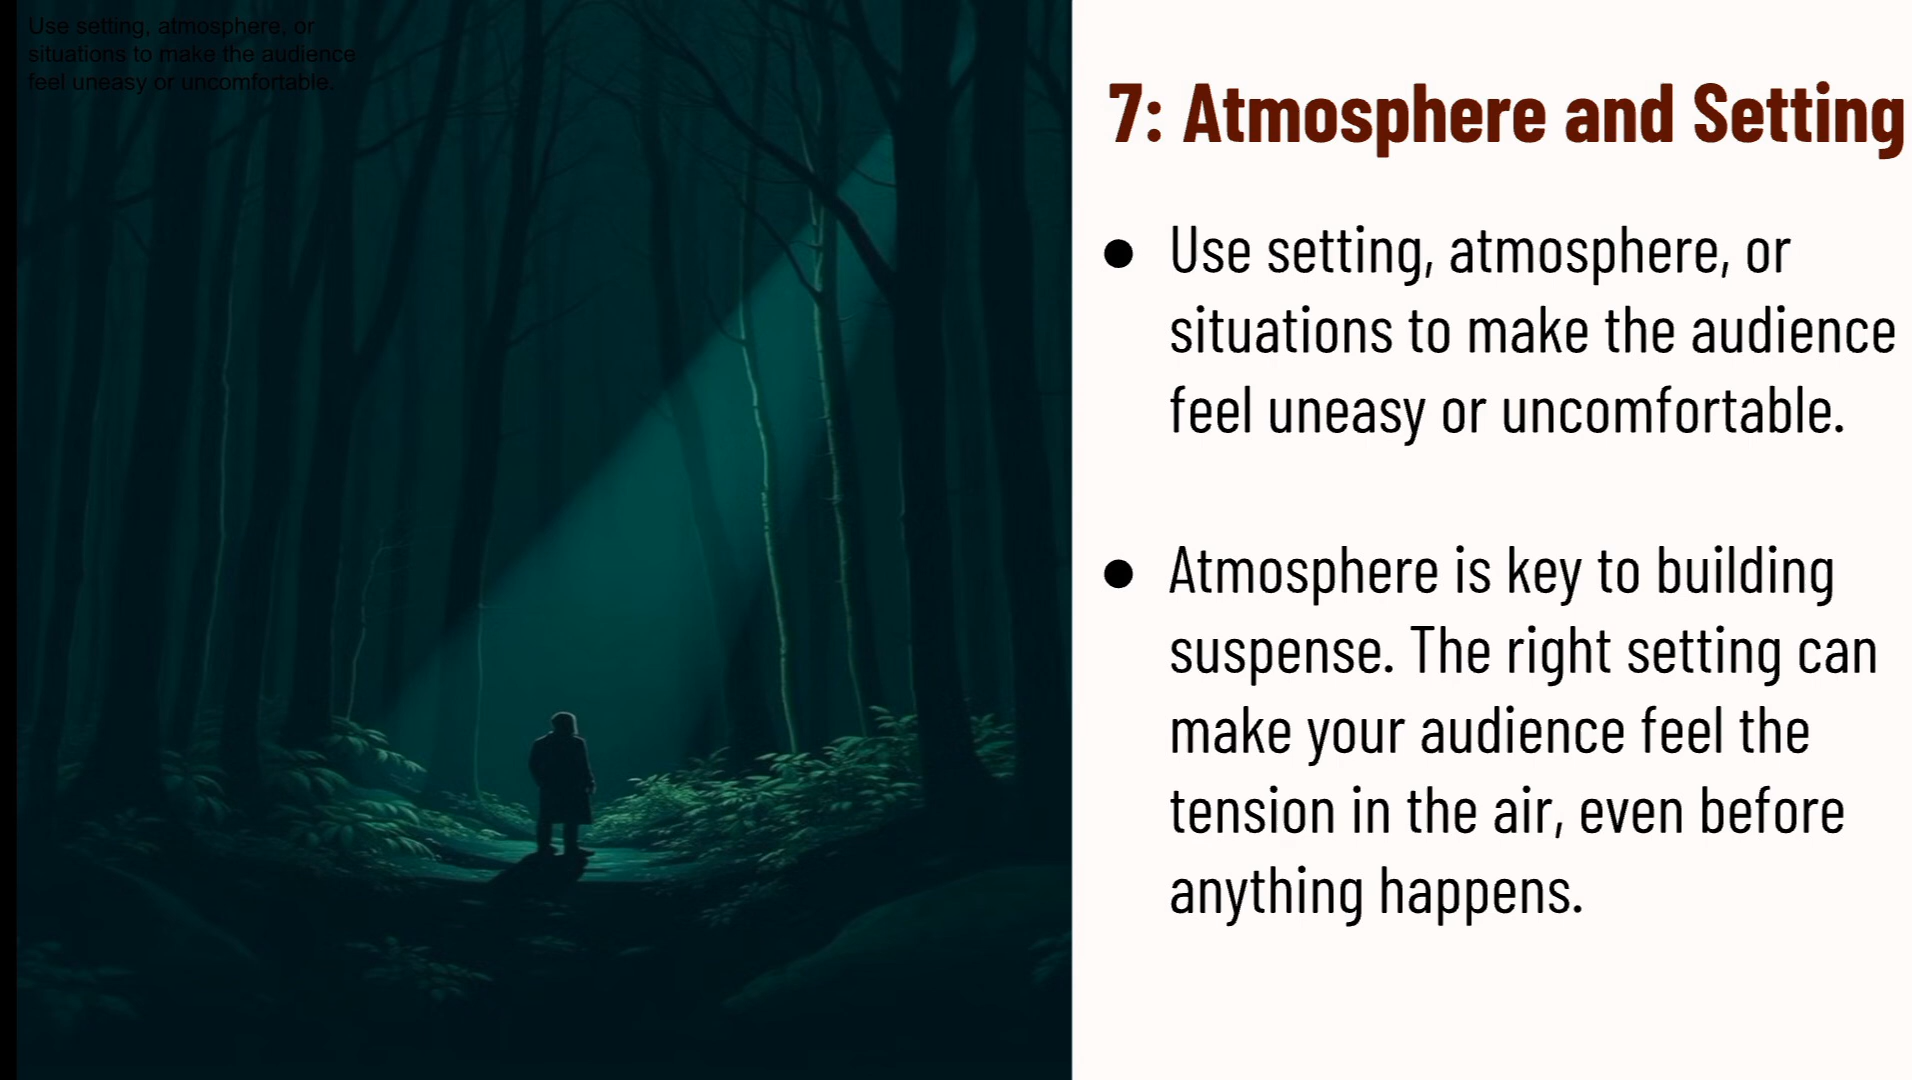 Use setting, atmosphere, or
situations to make the audience
feel uneasy or uncomfortable.
7: Atmosphere and Setting
● Use setting, atmosphere, or
situations to make the audience
feel uneasy or uncomfortable.
● Atmosphere is key to building
suspense. The right setting can
make your audience feel the
tension in the air, even before
anything happens.